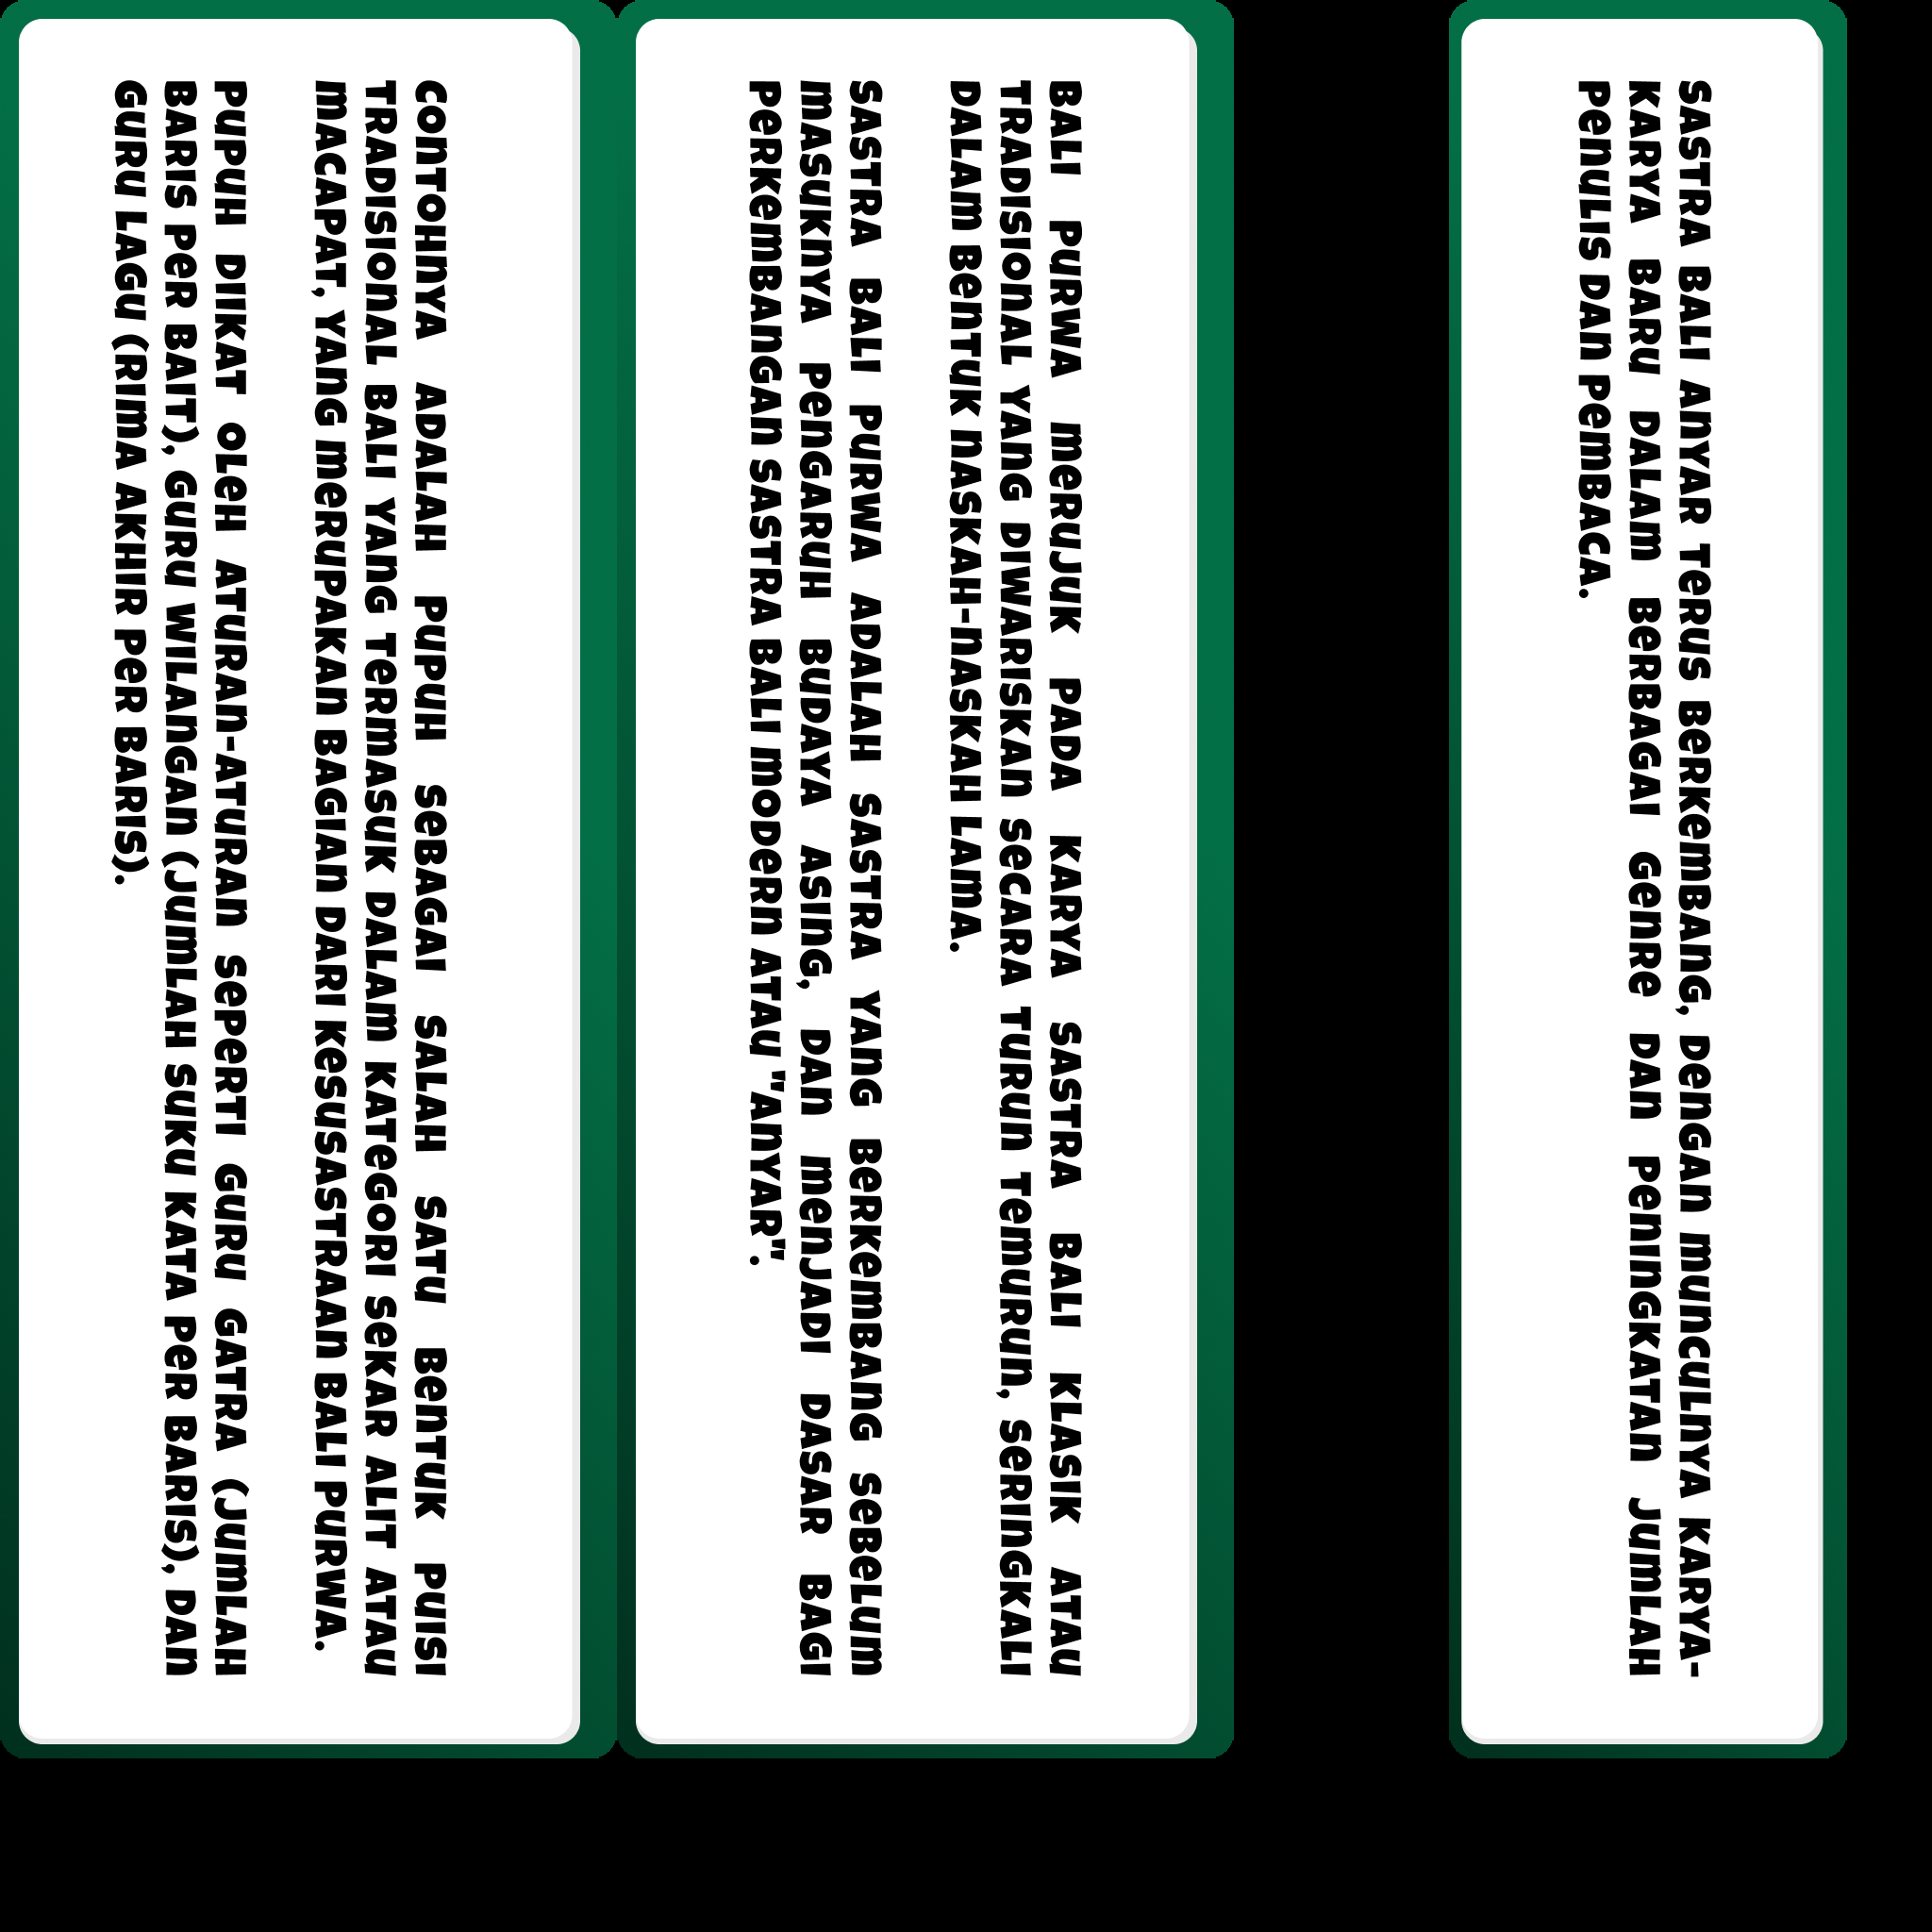 Sastra Bali Anyar terus berkembang, dengan munculnya karya-
karya baru dalam berbagai genre dan peningkatan jumlah
penulis dan pembaca.
Bali Purwa merujuk pada karya sastra Bali klasik atau
tradisional yang diwariskan secara turun temurun, seringkali
dalam bentuk naskah-naskah lama.
Sastra Bali Purwa adalah sastra yang berkembang sebelum
masuknya pengaruh budaya asing, dan menjadi dasar bagi
perkembangan sastra Bali modern atau "Anyar".
Contohnya adalah pupuh sebagai salah satu bentuk puisi
tradisional Bali yang termasuk dalam kategori Sekar Alit atau
Macapat, yang merupakan bagian dari kesusastraan Bali Purwa.
Pupuh diikat oleh aturan-aturan seperti guru gatra (jumlah
baris per bait), guru wilangan (jumlah suku kata per baris), dan
guru lagu (rima akhir per baris).